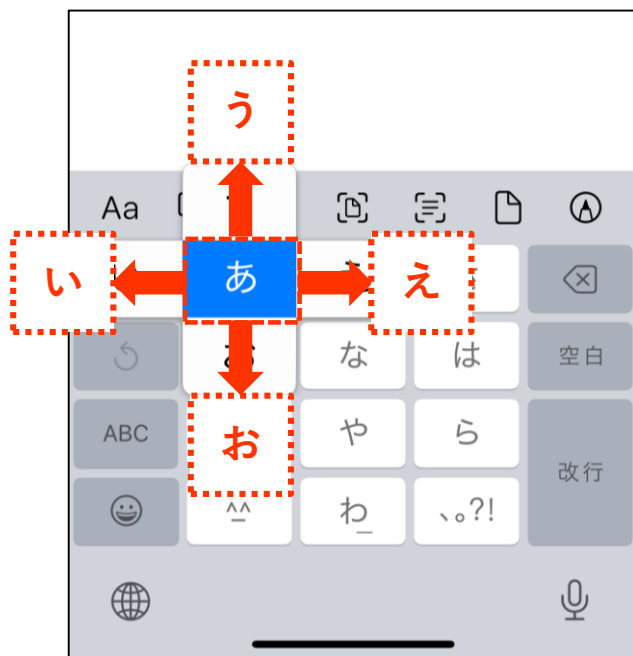 う
Aa
い あ え
な は 空白
ABC お や ら
改行
^^ わ 、。?!